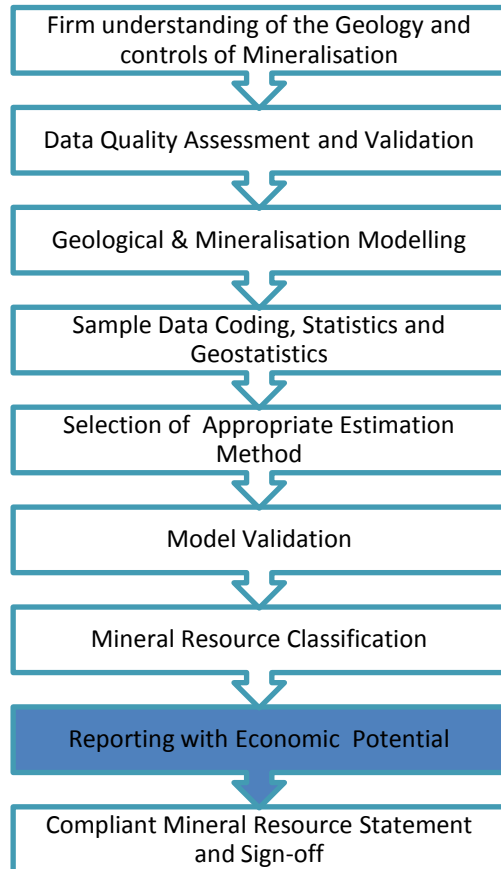 Firm understanding of the Geology and
controls of Mineralisation
Data Quality Assessment and Validation
Geological & Mineralisation Modelling
Sample Data Coding, Statistics and
Geostatistics
Selection of Appropriate Estimation
Method
Model Validation
Mineral Resource Classification
Reporting with Economic Potential
Compliant Mineral Resource Statement
and Sign-off